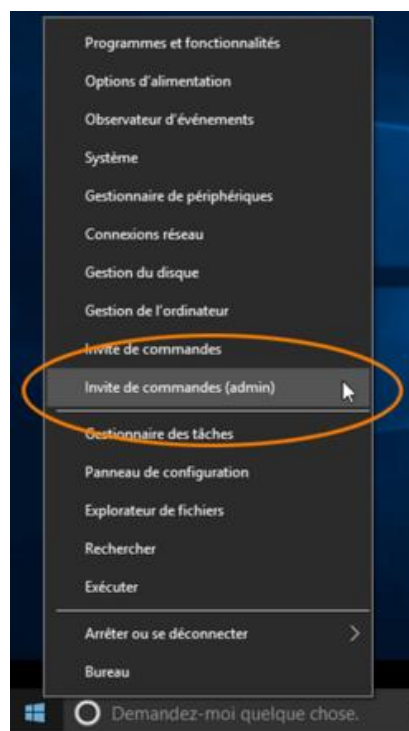 Programmes et fonctionnalités
Options d'alimentation
Observateur d'événements
Système
Gestionnaire de périphériques
Connexions réseau
Gestion du disque
Gestion de l'ordinateur
Invite de commandes
Invite de commandes (admin)
Gestionnaire des tâches
Panneau de configuration
Explorateur de fichiers
Rechercher
Exécuter
Arrêter ou se déconnecter
Bureau
Demandez-moi quelque chose.